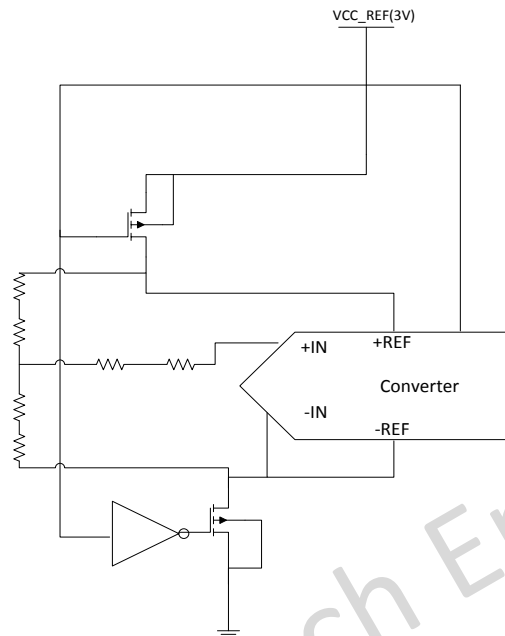 VCC_REF(3V)
+IN
+REF
Converter
-IN
-REF